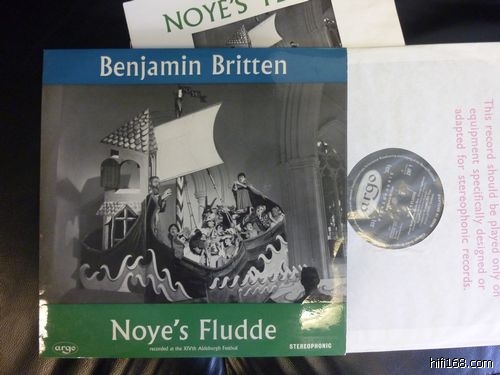 NOYE'S
Benjamin Britten
Noye's Fludde
recorded at the XIVth Aldeburgh Festival
argo
STEREOPHONIC
argo
This record should be played only on
equipment specifically designed or
adapted for stereophonic records.
hifi168.com